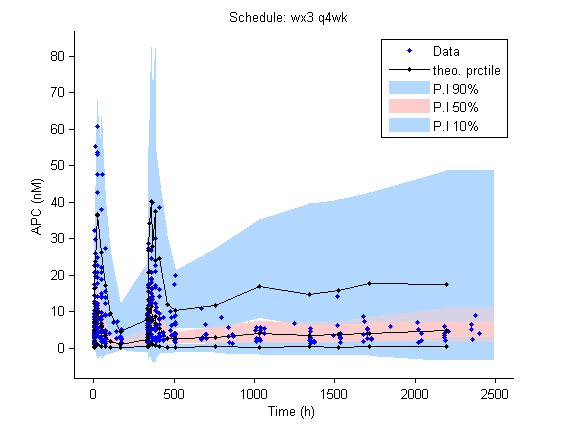 Schedule: wx3 q4wk
Data
theo. prctile
P.I 90%
P.I 50%
P.I 10%
80
70
60
50
40
30
20
10
0
APC (nM)
0 500 1000 1500 2000 2500
Time (h)